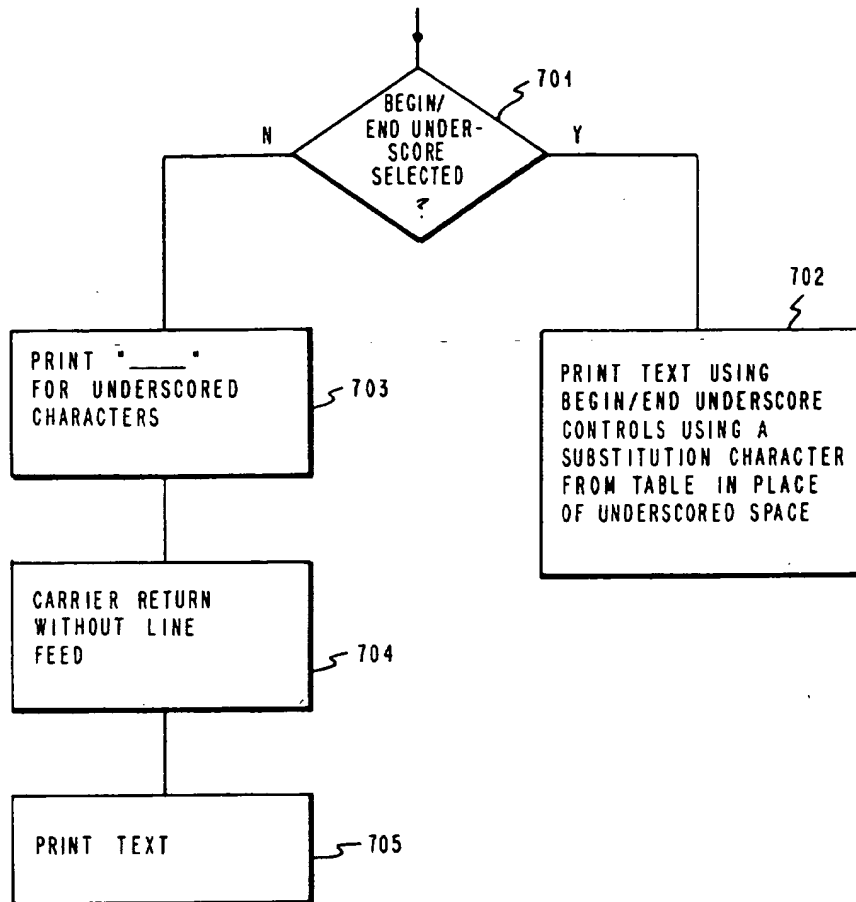 701
BEGIN/
END UNDER-
SCORE
SELECTED
?
N
Y
702
PRINT "_____"
FOR UNDERSCORED
CHARACTERS
703
PRINT TEXT USING
BEGIN/END UNDERSCORE
CONTROLS USING A
SUBSTITUTION CHARACTER
FROM TABLE IN PLACE
OF UNDERSCORED SPACE
CARRIER RETURN
WITHOUT LINE
FEED
704
PRINT TEXT
705